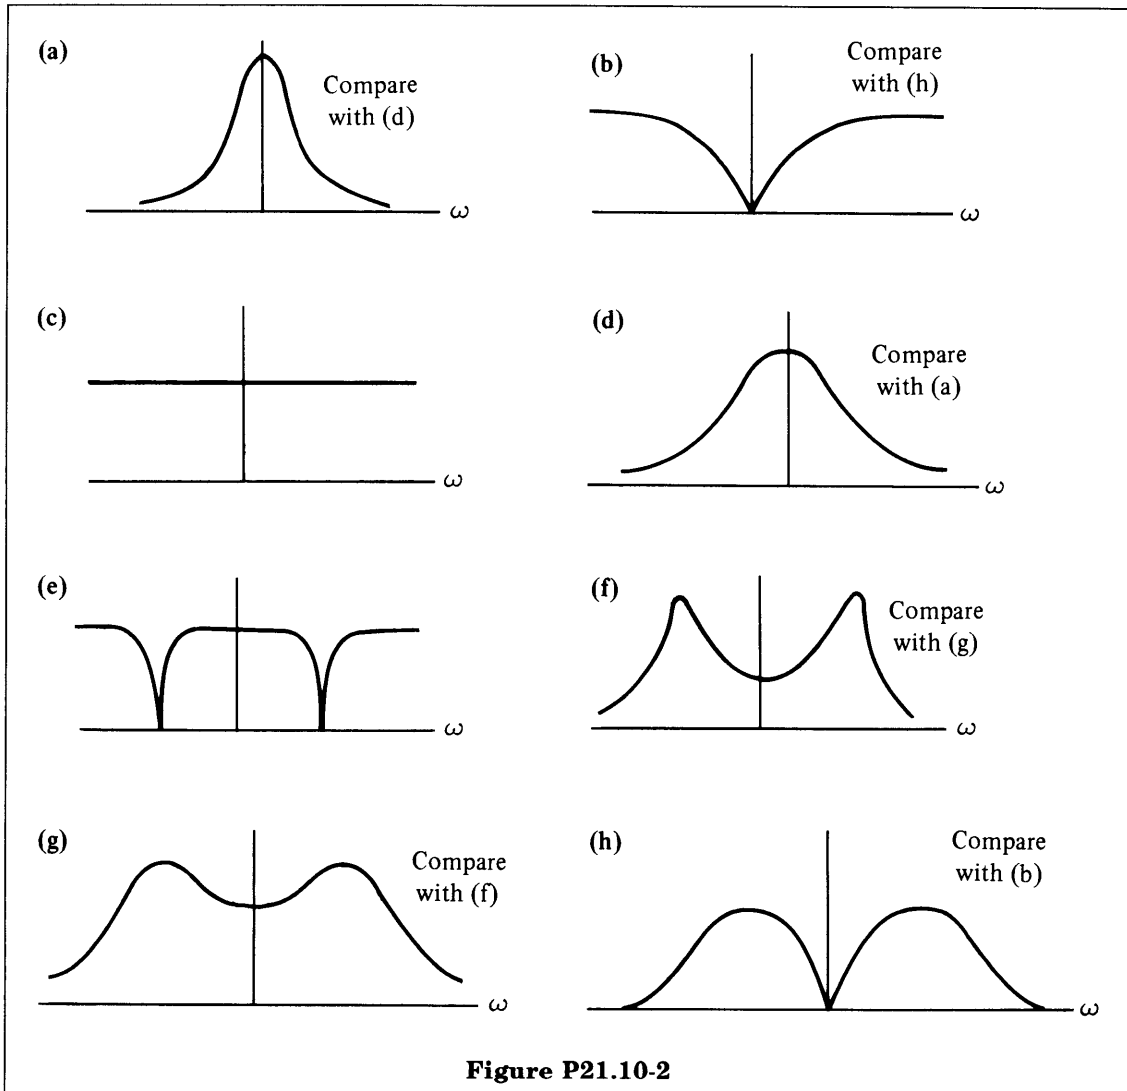 (a)
Compare
with (d)
ω
(b)
Compare
with (h)
ω
(c)
ω
(d)
Compare
with (a)
ω
(e)
ω
(f)
Compare
with (g)
ω
(g)
Compare
with (f)
ω
(h)
Compare
with (b)
ω
Figure P21.10-2